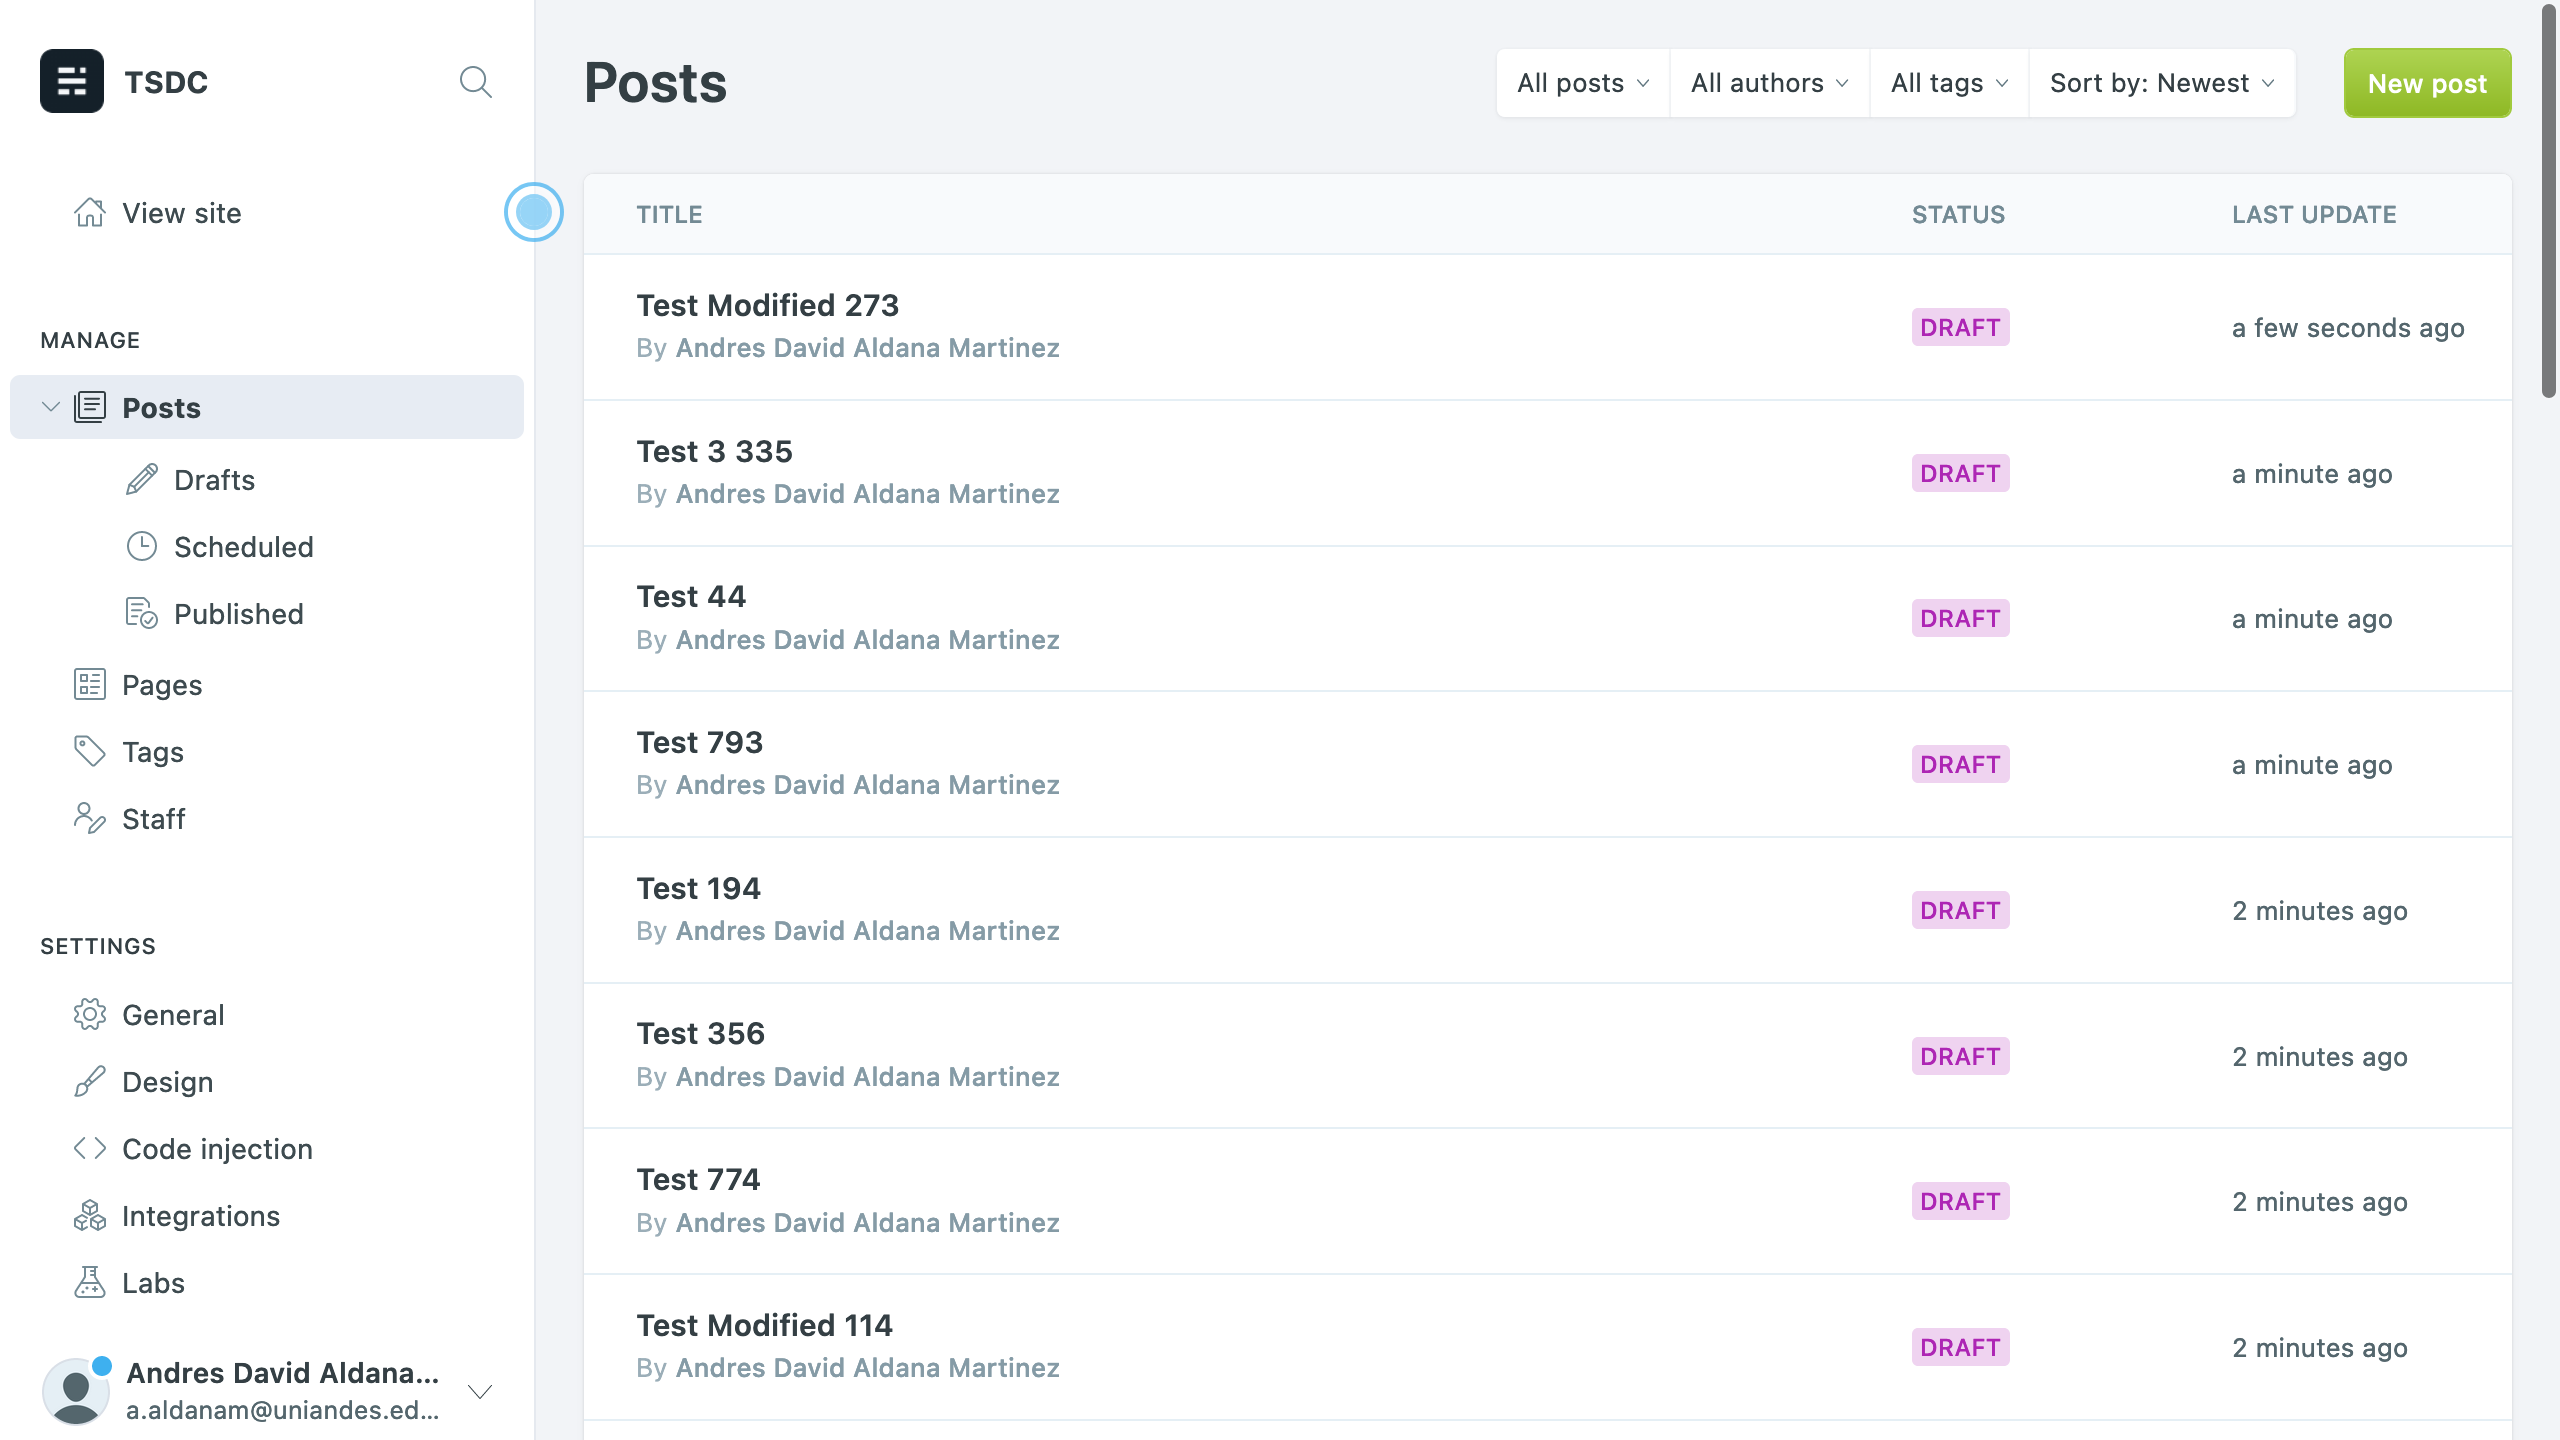 TSDC
View site
MANAGE
Posts
Drafts
Scheduled
Published
Pages
Tags
Staff
SETTINGS
General
Design
Code injection
Integrations
Labs
Andres David Aldana...
a.aldanam@uniandes.ed...
Posts
All posts All authors All tags Sort by: Newest New post
TITLE STATUS LAST UPDATE
Test Modified 273
By Andres David Aldana Martinez
DRAFT a few seconds ago
Test 3 335
By Andres David Aldana Martinez
DRAFT a minute ago
Test 44
By Andres David Aldana Martinez
DRAFT a minute ago
Test 793
By Andres David Aldana Martinez
DRAFT a minute ago
Test 194
By Andres David Aldana Martinez
DRAFT 2 minutes ago
Test 356
By Andres David Aldana Martinez
DRAFT 2 minutes ago
Test 774
By Andres David Aldana Martinez
DRAFT 2 minutes ago
Test Modified 114
By Andres David Aldana Martinez
DRAFT 2 minutes ago